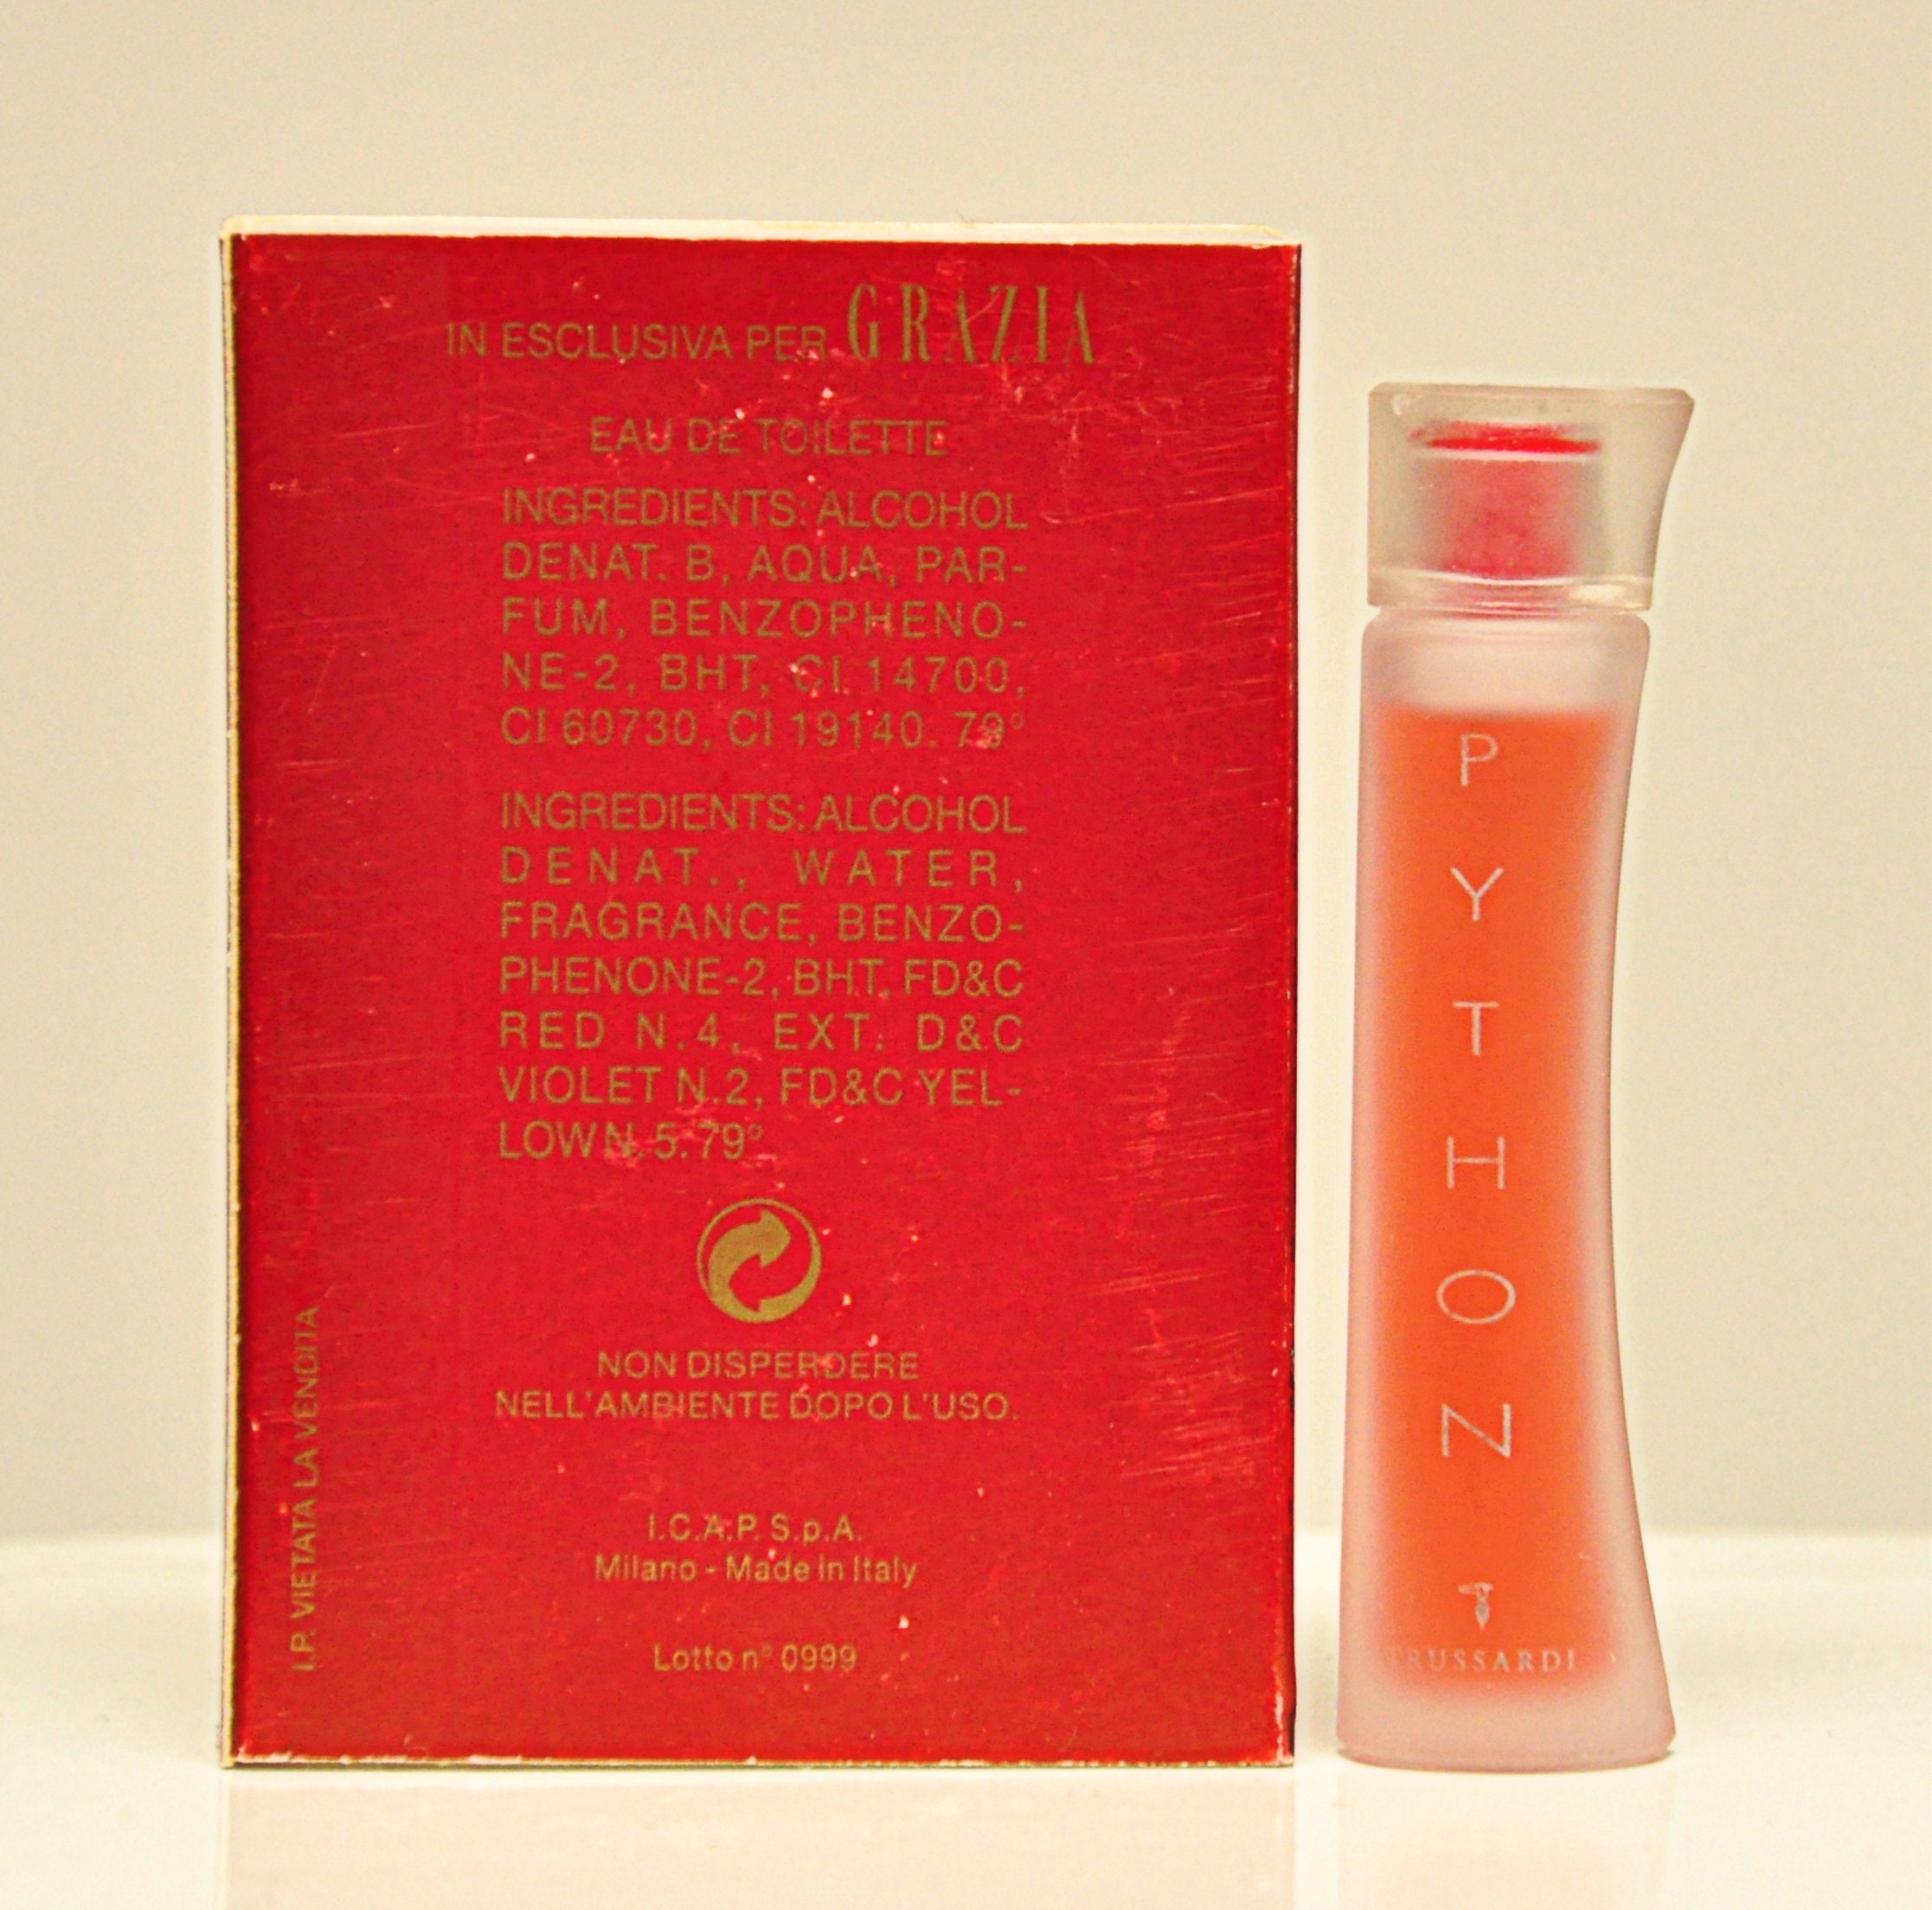 IN ESCLUSIVA PER GRAZIA
EAU DE TOILETTE
INGREDIENTS: ALCOHOL
DENAT. B, AQUA, PAR-
FUM, BENZOPHENO-
NE-2, BHT, CI 14700,
CI 60730, CI 19140. 79°
INGREDIENTS: ALCOHOL
DENAT., WATER,
FRAGRANCE, BENZO-
PHENONE-2, BHT, FD&C
RED N.4, EXT. D&C
VIOLET N.2, FD&C YEL-
LOW N. 5. 79°
NON DISPERDERE
NELL'AMBIENTE DOPO L'USO.
I.C.A.P. S.p.A.
Milano - Made in Italy
Lotto n° 0999
I.P. VIETATA LA VENDITA
PYTHON
TRUSSARDI